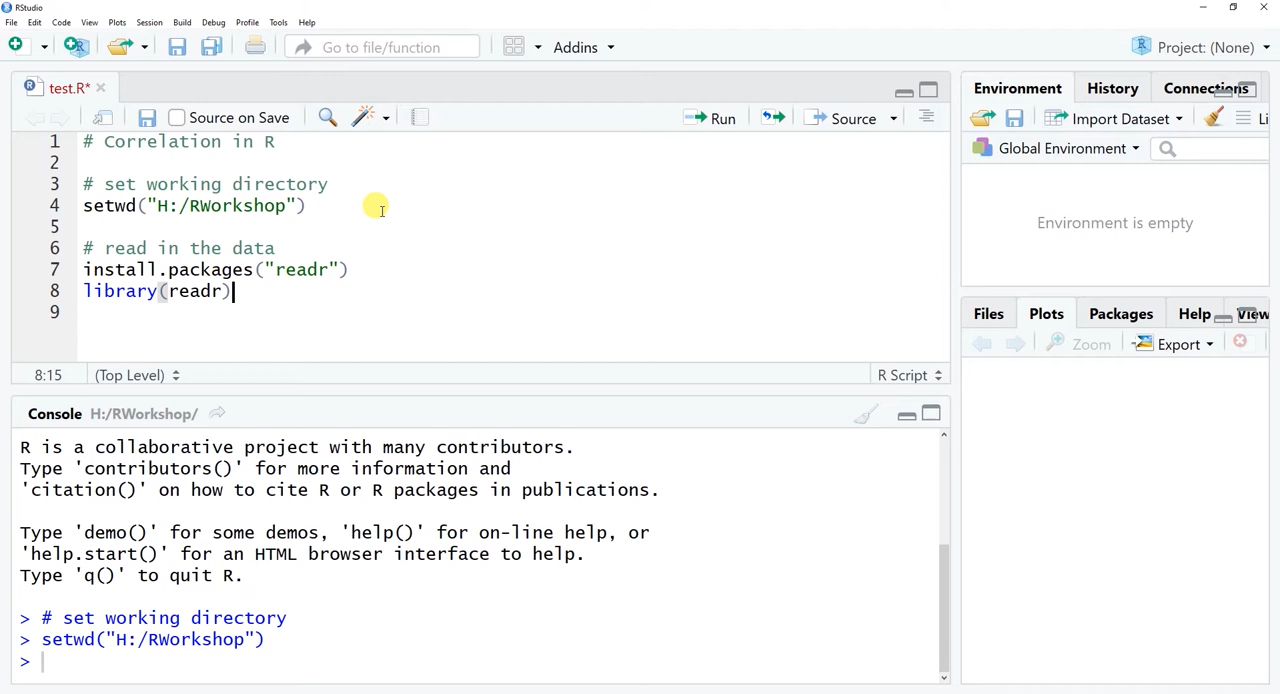 RStudio
File Edit Code View Plots Session Build Debug Profile Tools Help
Go to file/function Addins Project: (None)
test.R*
Source on Save Run Source
1 # Correlation in R
2
3 # set working directory
4 setwd("H:/RWorkshop")
5
6 # read in the data
7 install.packages("readr")
8 library(readr)
9
8:15 (Top Level) R Script
Console H:/RWorkshop/
R is a collaborative project with many contributors.
Type 'contributors()' for more information and
'citation()' on how to cite R or R packages in publications.
Type 'demo()' for some demos, 'help()' for on-line help, or
'help.start()' for an HTML browser interface to help.
Type 'q()' to quit R.
> # set working directory
> setwd("H:/RWorkshop")
>
Environment History Connections
Import Dataset Li
Global Environment
Environment is empty
Files Plots Packages Help View
Zoom Export